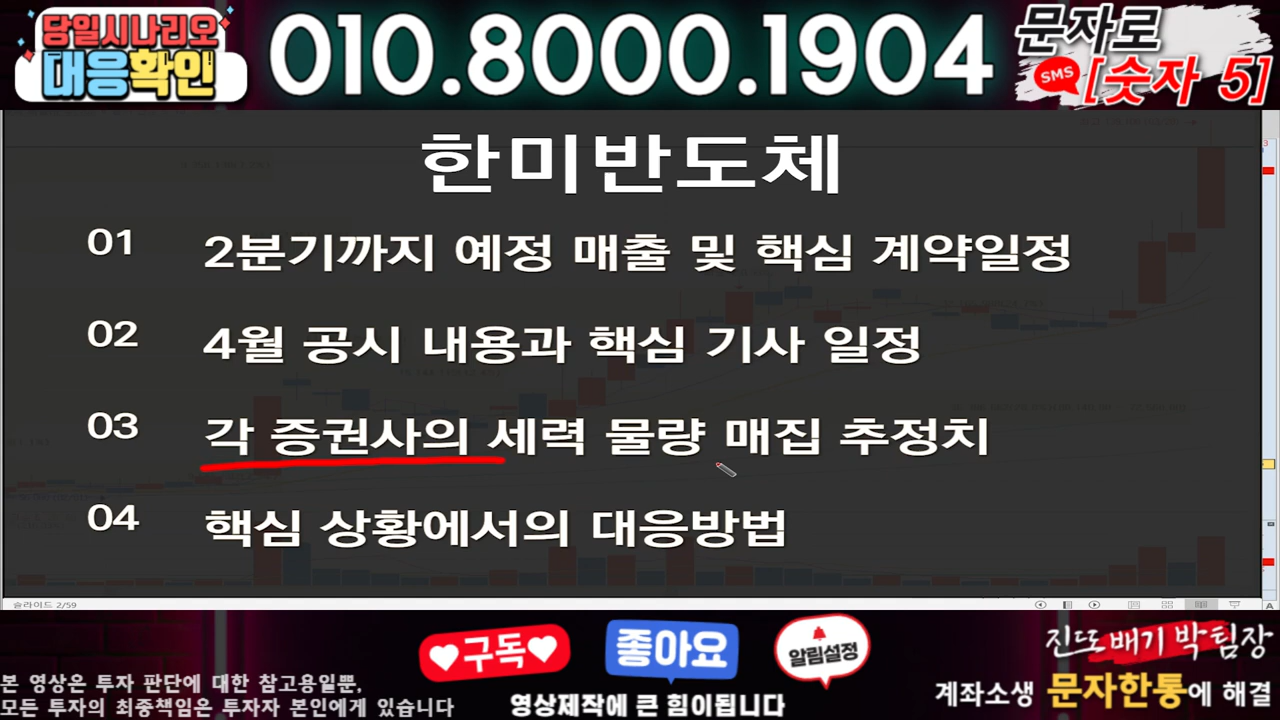 당일시나리오
대응확인
010.8000.1904
문자로
SMS [숫자 5]
한미반도체
01 2분기까지 예정 매출 및 핵심 계약일정
02 4월 공시 내용과 핵심 기사 일정
03 각 증권사의 세력 물량 매집 추정치
04 핵심 상황에서의 대응방법
슬라이드 2/59
구독
좋아요
알림설정
영상제작에 큰 힘이됩니다
본 영상은 투자 판단에 대한 참고용일뿐,
모든 투자의 최종책임은 투자자 본인에게 있습니다
진또배기 박팀장
계좌소생 문자한통에 해결